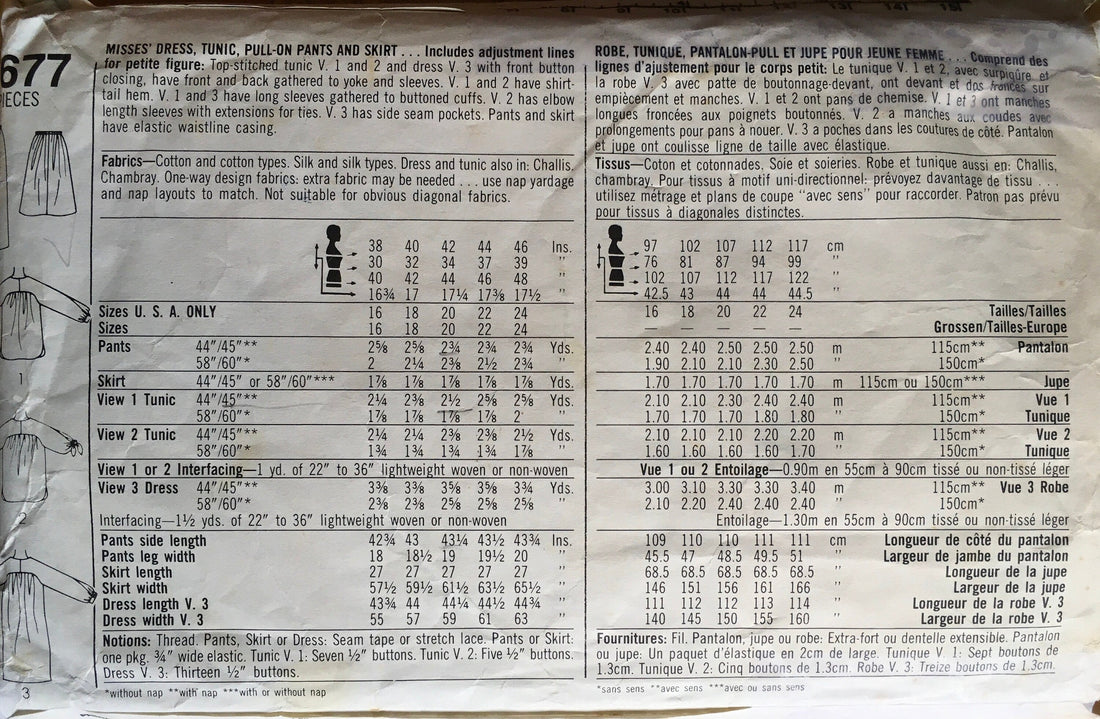 677
PIECES
1
2
3
MISSES' DRESS, TUNIC, PULL-ON PANTS AND SKIRT . . . Includes adjustment lines
for petite figure: Top-stitched tunic V. 1 and 2 and dress V. 3 with front button
closing, have front and back gathered to yoke and sleeves. V. 1 and 2 have shirt-
tail hem. V. 1 and 3 have long sleeves gathered to buttoned cuffs. V. 2 has elbow
length sleeves with extensions for ties. V. 3 has side seam pockets. Pants and skirt
have elastic waistline casing.
Fabrics—Cotton and cotton types. Silk and silk types. Dress and tunic also in: Challis,
Chambray. One-way design fabrics: extra fabric may be needed . . . use nap yardage
and nap layouts to match. Not suitable for obvious diagonal fabrics.
38 40 42 44 46 Ins.
30 32 34 37 39 "
40 42 44 46 48 "
16¾ 17 17¼ 17⅜ 17½ "
Sizes U. S. A. ONLY 16 18 20 22 24
Sizes 16 18 20 22 24
Pants 44"/45"** 2⅝ 2⅝ 2¾ 2¾ 2¾ Yds.
58"/60"* 2 2¼ 2⅜ 2½ 2¾ "
Skirt 44"/45" or 58"/60"*** 1⅞ 1⅞ 1⅞ 1⅞ 1⅞ Yds.
View 1 Tunic 44"/45"** 2¼ 2⅜ 2½ 2⅝ 2⅝ Yds.
58"/60"* 1⅞ 1⅞ 1⅞ 1⅞ 2 "
View 2 Tunic 44"/45"** 2¼ 2¼ 2⅜ 2⅜ 2½ Yds.
58"/60"* 1¾ 1¾ 1¾ 1¾ 1⅞ "
View 1 or 2 Interfacing—1 yd. of 22" to 36" lightweight woven or non-woven
View 3 Dress 44"/45"** 3⅜ 3⅜ 3⅝ 3⅝ 3¾ Yds.
58"/60"* 2⅜ 2⅜ 2⅝ 2⅝ 2⅝ "
Interfacing—1½ yds. of 22" to 36" lightweight woven or non-woven
Pants side length 42¾ 43 43¼ 43½ 43¾ Ins.
Pants leg width 18 18½ 19 19½ 20 "
Skirt length 27 27 27 27 27 "
Skirt width 57½ 59½ 61½ 63½ 65½ "
Dress length V. 3 43¾ 44 44¼ 44½ 44¾ "
Dress width V. 3 55 57 59 61 63 "
Notions: Thread. Pants, Skirt or Dress: Seam tape or stretch lace. Pants or Skirt:
one pkg. ¾" wide elastic. Tunic V. 1: Seven ½" buttons. Tunic V. 2: Five ½" buttons.
Dress V. 3: Thirteen ½" buttons.
*without nap **with nap ***with or without nap
ROBE, TUNIQUE, PANTALON-PULL ET JUPE POUR JEUNE FEMME . . . Comprend des
lignes d'ajustement pour le corps petit: Le tunique V. 1 et 2, avec surpiqûre et
la robe V. 3 avec patte de boutonnage-devant, ont devant et dos froncés sur
empiècement et manches. V. 1 et 2 ont pans de chemise. V. 1 et 3 ont manches
longues froncées aux poignets boutonnés. V. 2 a manches aux coudes avec
prolongements pour pans à nouer. V. 3 a poches dans les coutures de côté. Pantalon
et jupe ont coulisse ligne de taille avec élastique.
Tissus—Coton et cotonnades, Soie et soieries. Robe et tunique aussi en: Challis,
chambray. Pour tissus à motif uni-directionnel: prévoyez davantage de tissu . . .
utilisez métrage et plans de coupe "avec sens" pour raccorder. Patron pas prévu
pour tissus à diagonales distinctes.
97 102 107 112 117 cm
76 81 87 94 99 "
102 107 112 117 122 "
42.5 43 44 44 44.5 "
16 18 20 22 24 Tailles/Tailles
— — — — — Grossen/Tailles-Europe
2.40 2.40 2.50 2.50 2.50 m 115cm** Pantalon
1.90 2.10 2.10 2.30 2.50 " 150cm*
1.70 1.70 1.70 1.70 1.70 m 115cm ou 150cm*** Jupe
2.10 2.10 2.30 2.40 2.40 m 115cm** Vue 1
1.70 1.70 1.70 1.80 1.80 " 150cm* Tunique
2.10 2.10 2.10 2.20 2.20 m 115cm** Vue 2
1.60 1.60 1.60 1.60 1.70 " 150cm* Tunique
Vue 1 ou 2 Entoilage—0.90m en 55cm à 90cm tissé ou non-tissé léger
3.00 3.10 3.30 3.30 3.40 m 115cm** Vue 3 Robe
2.10 2.20 2.40 2.40 2.40 " 150cm*
Entoilage—1.30m en 55cm à 90cm tissé ou non-tissé léger
109 110 110 111 111 cm Longueur de côté du pantalon
45.5 47 48.5 49.5 51 " Largeur de jambe du pantalon
68.5 68.5 68.5 68.5 68.5 " Longueur de la jupe
146 151 156 161 166 " Largeur de la jupe
111 112 112 113 114 " Longueur de la robe V. 3
140 145 150 155 160 " Largeur de la robe V. 3
Fournitures: Fil. Pantalon, jupe ou robe: Extra-fort ou dentelle extensible. Pantalon
ou jupe: Un paquet d'élastique en 2cm de large. Tunique V. 1: Sept boutons de
1.3cm. Tunique V. 2: Cinq boutons de 1.3cm. Robe V. 3: Treize boutons de 1.3cm.
*sans sens **avec sens ***avec ou sans sens